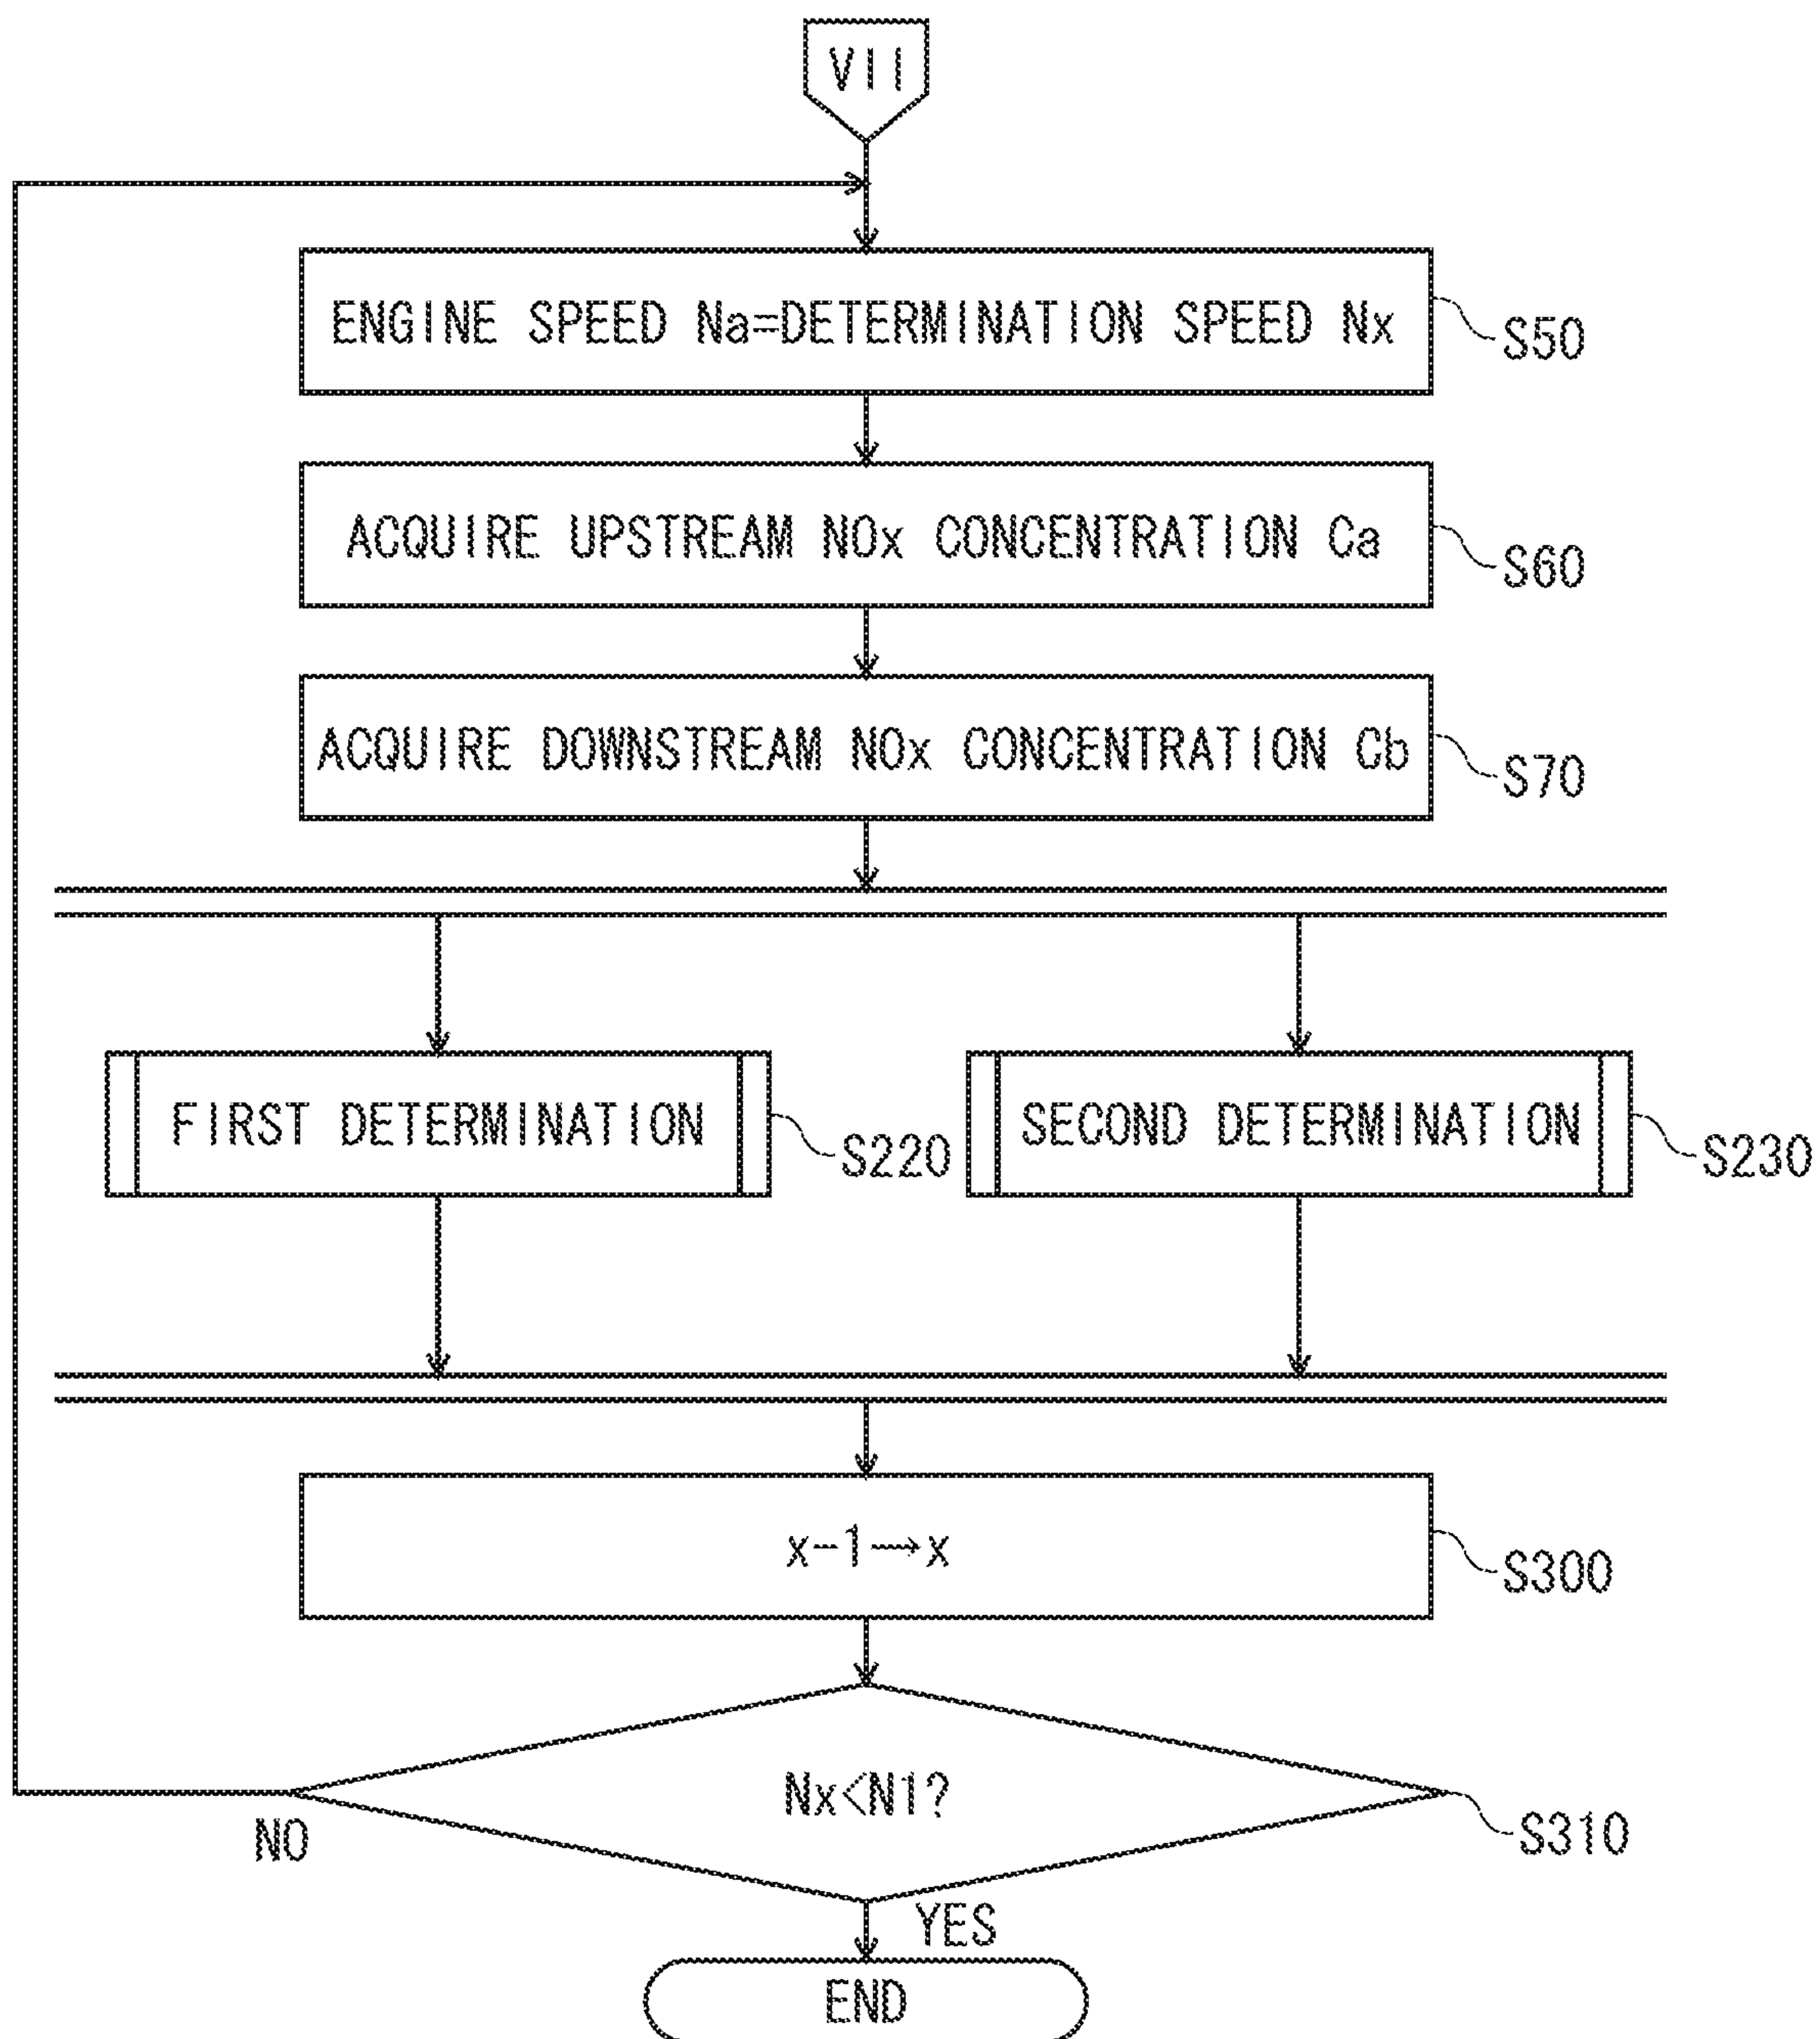 VII
ENGINE SPEED Na=DETERMINATION SPEED Nx
S50
ACQUIRE UPSTREAM NOx CONCENTRATION Ca
S60
ACQUIRE DOWNSTREAM NOx CONCENTRATION Cb
S70
FIRST DETERMINATION
S220
SECOND DETERMINATION
S230
x-1→x
S300
Nx<N1?
S310
NO
YES
END